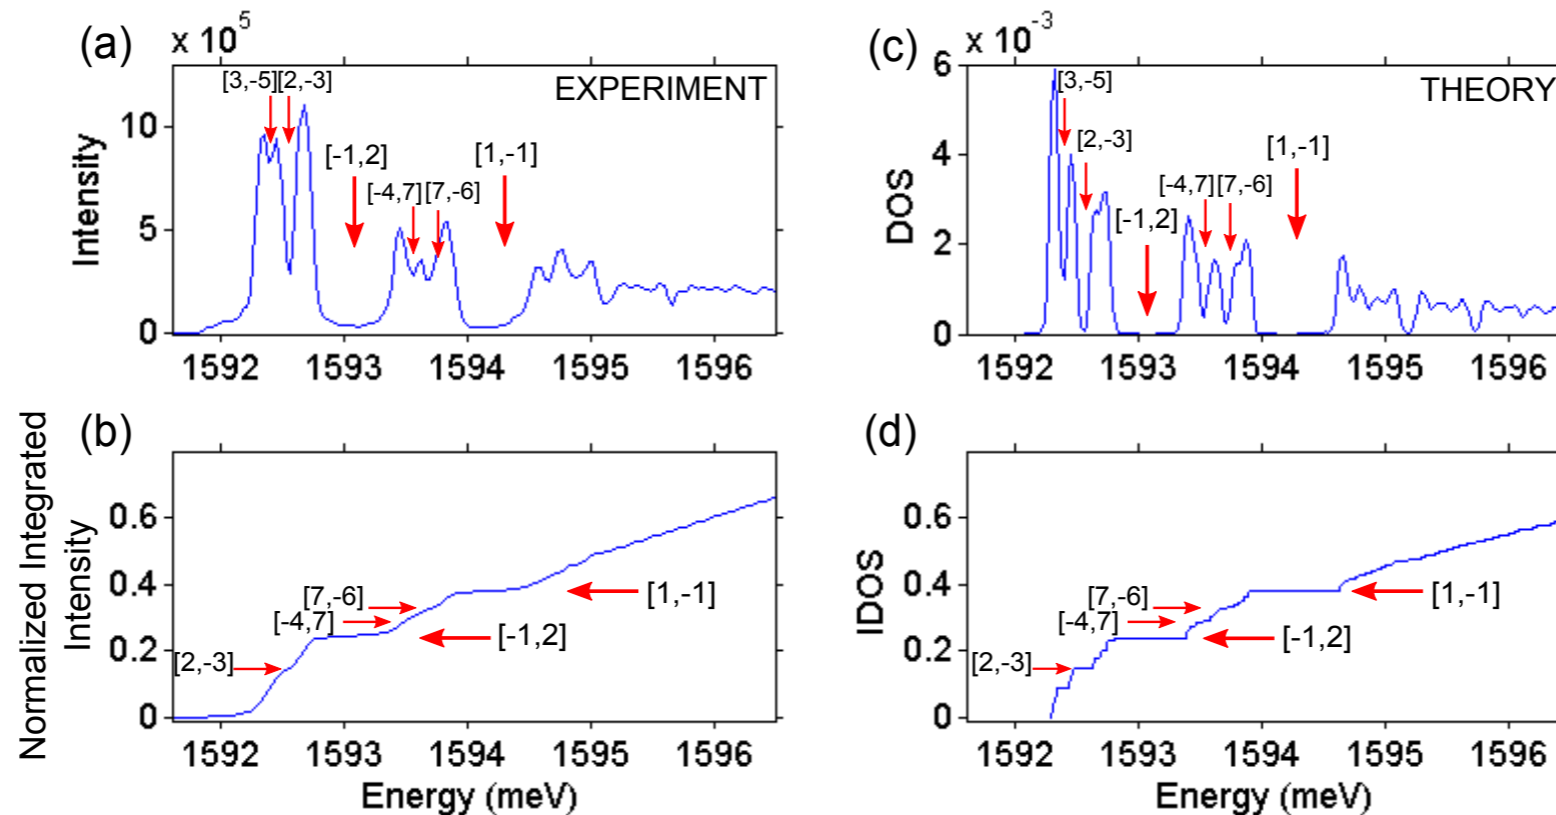 (a)
x 10^5
EXPERIMENT
[3,-5] [2,-3]
[-1,2]
[-4,7] [7,-6]
[1,-1]
Intensity
10
5
0
1592 1593 1594 1595 1596
(c)
x 10^-3
THEORY
[3,-5]
[2,-3]
[-1,2]
[-4,7] [7,-6]
[1,-1]
DOS
6
4
2
0
1592 1593 1594 1595 1596
(b)
Normalized Integrated
Intensity
0.6
0.4
0.2
0
[7,-6]
[-4,7]
[2,-3]
[1,-1]
[-1,2]
1592 1593 1594 1595 1596
Energy (meV)
(d)
IDOS
0.6
0.4
0.2
0
[7,-6]
[-4,7]
[2,-3]
[1,-1]
[-1,2]
1592 1593 1594 1595 1596
Energy (meV)